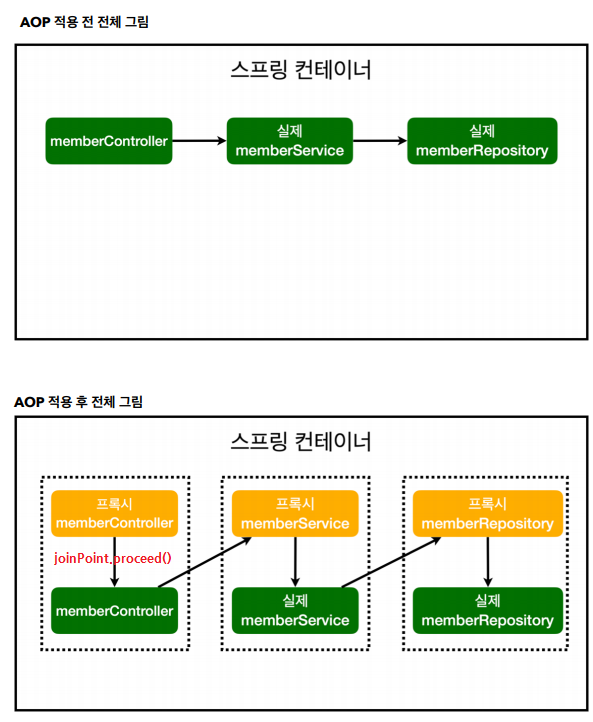 AOP 적용 전 전체 그림
스프링 컨테이너
memberController
실제
memberService
실제
memberRepository
AOP 적용 후 전체 그림
스프링 컨테이너
프록시
memberController
프록시
memberService
프록시
memberRepository
joinPoint.proceed()
memberController
실제
memberService
실제
memberRepository